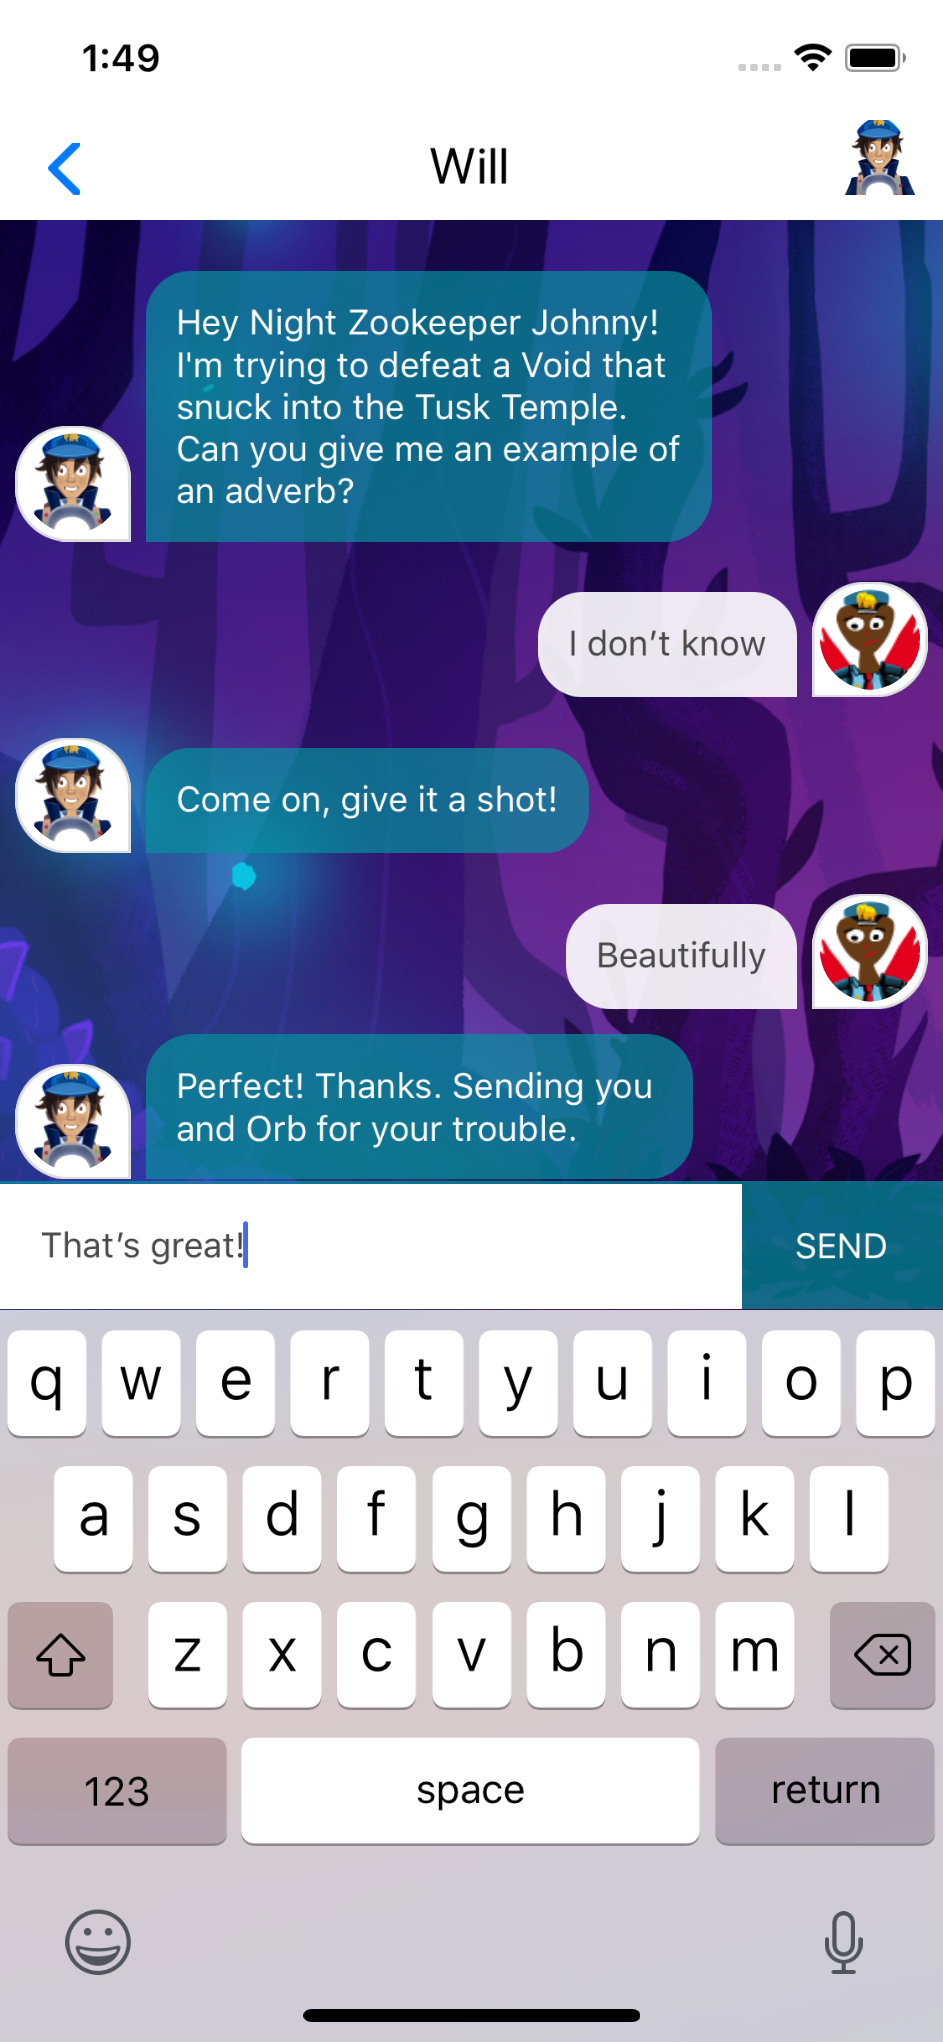 1:49
Will
Hey Night Zookeeper Johnny!
I'm trying to defeat a Void that
snuck into the Tusk Temple.
Can you give me an example of
an adverb?
I don’t know
Come on, give it a shot!
Beautifully
Perfect! Thanks. Sending you
and Orb for your trouble.
That’s great!
SEND
q w e r t y u i o p
a s d f g h j k l
z x c v b n m
123 space return